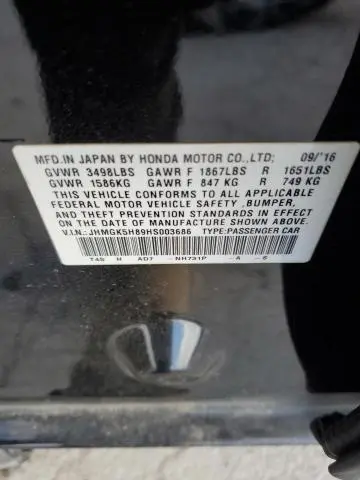 MFD.IN JAPAN BY HONDA MOTOR CO.,LTD; 09/'16
GVWR 3498LBS GAWR F 1867LBS R 1651LBS
GVWR 1586KG GAWR F 847 KG R 749 KG
THIS VEHICLE CONFORMS TO ALL APPLICABLE
FEDERAL MOTOR VEHICLE SAFETY ,BUMPER,
AND THEFT PREVENTION STANDARDS IN
EFFECT ON THE DATE OF MANUFACTURE SHOWN ABOVE.
V.I.N.: JHMGK5H89HS003686 TYPE:PASSENGER CAR
T4S H AD7 -NH731P -A -6